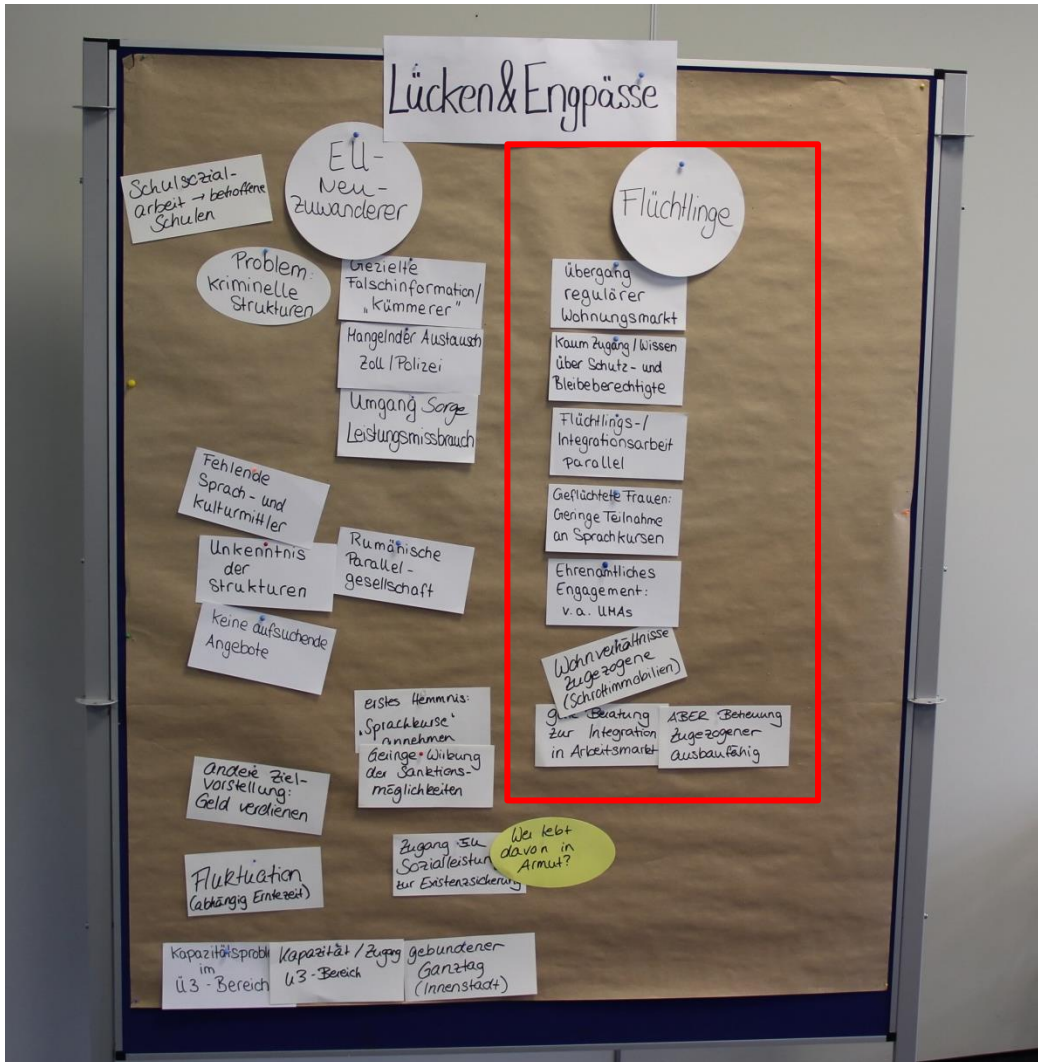 Lücken & Engpässe
Schulsozial-
arbeit → betroffene
Schulen
EU-
Neu-
Zuwanderer
Problem:
kriminelle
Strukturen
Gezielte
Falschinformation/
„Kümmerer"
Mangelnder Austausch
Zoll / Polizei
Umgang Sorge
Leistungsmissbrauch
Fehlende
Sprach- und
Kulturmittler
Unkenntnis
der
Strukturen
Rumänische
Parallel-
gesellschaft
keine aufsuchende
Angebote
erstes Hemmnis:
„Sprachkurse"
annehmen
Geringe Wirkung
der Sanktions-
möglichkeiten
andere Ziel-
vorstellung:
Geld verdienen
Fluktuation
(abhängig Erntezeit)
Zugang zu
Sozialleistun
zur Existenzsicherung
Wer lebt
davon in
Armut?
Kapazitätsprobl
im
Ü3-Bereich
Kapazität / Zugang
U3-Bereich
gebundener
Ganztag
(Innenstadt)
Flüchtlinge
Übergang
regulärer
Wohnungsmarkt
Kaum Zugang / Wissen
über Schutz- und
Bleibeberechtigte
Flüchtlings-/
Integrationsarbeit
parallel
Geflüchtete Frauen:
Geringe Teilnahme
an Sprachkursen
Ehrenamtliches
Engagement:
v.a. UMAs
Wohnverhältnisse
Zugezogene
(Schrottimmobilien)
gute Beratung
zur Integration
in Arbeitsmarkt
ABER Betreuung
Zugezogener
ausbaufähig